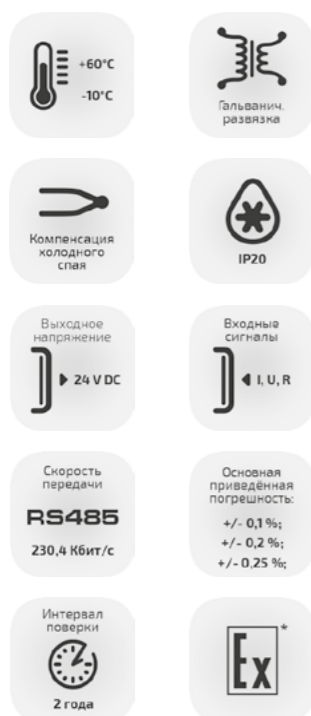 +60°C
-10°C
Гальванич.
развязка
Компенсация
холодного
спая
IP20
Выходное
напряжение
24 V DC
Входные
сигналы
I, U, R
Скорость
передачи
RS485
230,4 Кбит/с
Основная
приведённая
погрешность:
+/- 0,1 %;
+/- 0,2 %;
+/- 0,25 %;
Интервал
поверки
2 года
Ex*